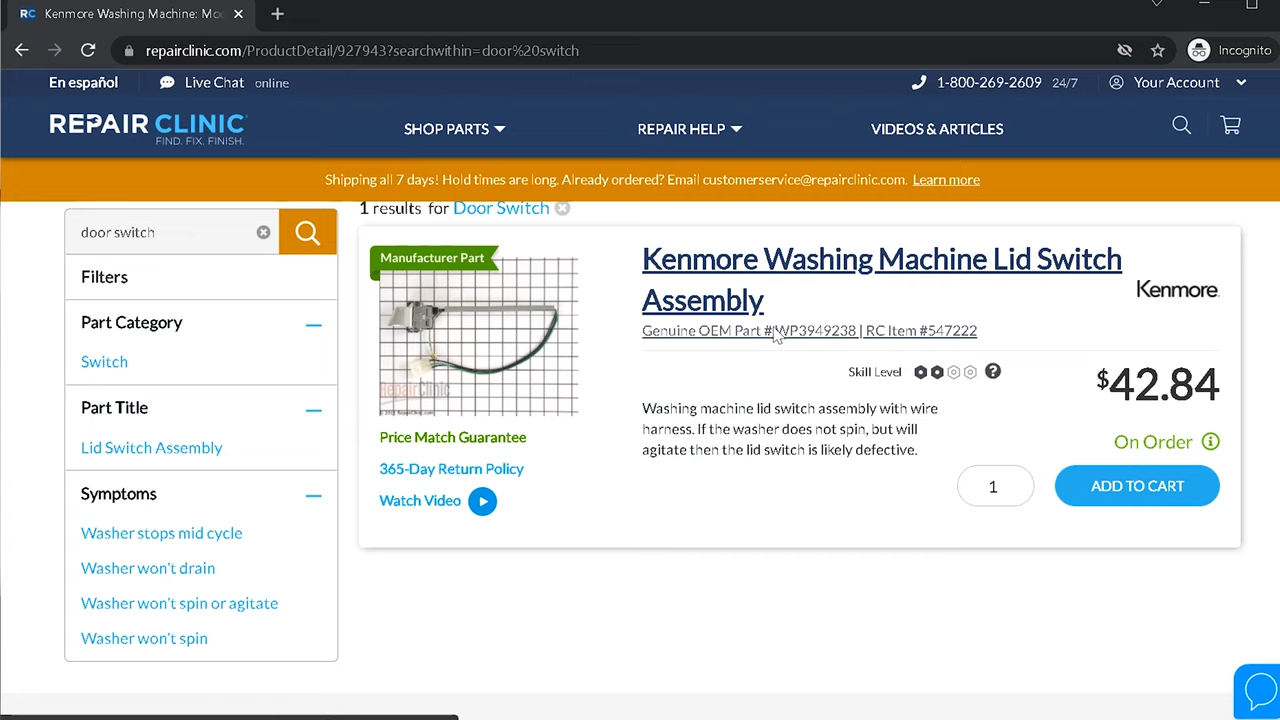 RC Kenmore Washing Machine: Mo
repairclinic.com/ProductDetail/927943?searchwithin=door%20switch
Incognito
En español
Live Chat online
1-800-269-2609 24/7
Your Account
REPAIR CLINIC
FIND. FIX. FINISH.
SHOP PARTS
REPAIR HELP
VIDEOS & ARTICLES
Shipping all 7 days! Hold times are long. Already ordered? Email customerservice@repairclinic.com. Learn more
door switch
Filters
Part Category
Switch
Part Title
Lid Switch Assembly
Symptoms
Washer stops mid cycle
Washer won't drain
Washer won't spin or agitate
Washer won't spin
1 results for Door Switch
Manufacturer Part
RepairClinic
Price Match Guarantee
365-Day Return Policy
Watch Video
Kenmore Washing Machine Lid Switch
Assembly
Kenmore
Genuine OEM Part #WP3949238 | RC Item #547222
Skill Level
?
$42.84
Washing machine lid switch assembly with wire
harness. If the washer does not spin, but will
agitate then the lid switch is likely defective.
On Order
1
ADD TO CART